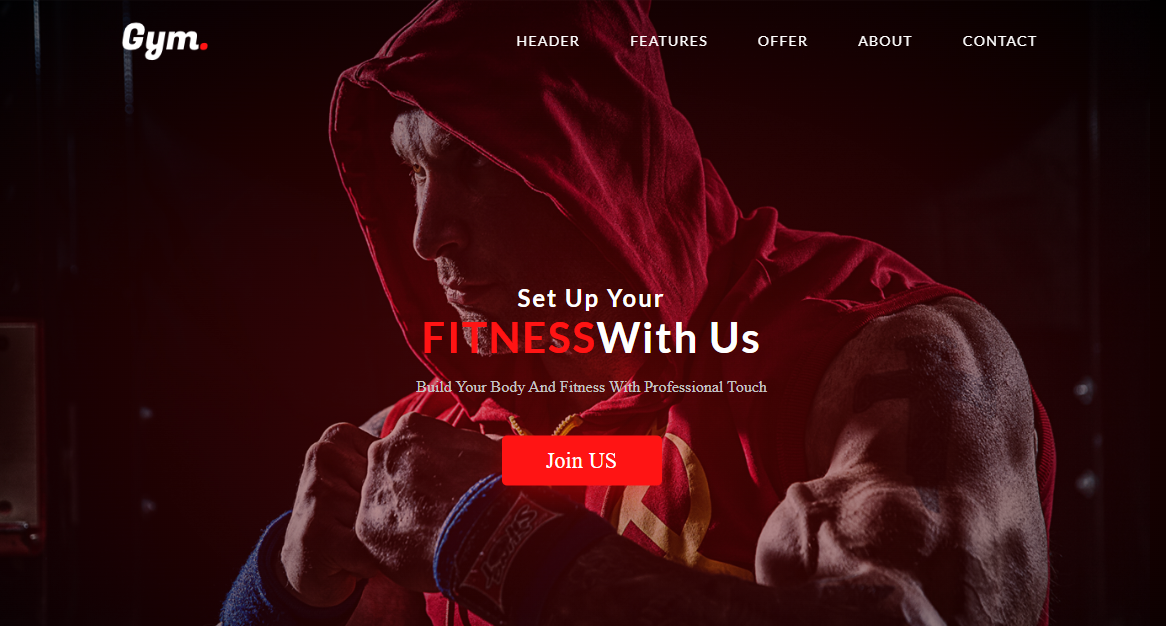 Gym.
HEADER FEATURES OFFER ABOUT CONTACT
Set Up Your
FITNESSWith Us
Build Your Body And Fitness With Professional Touch
Join US